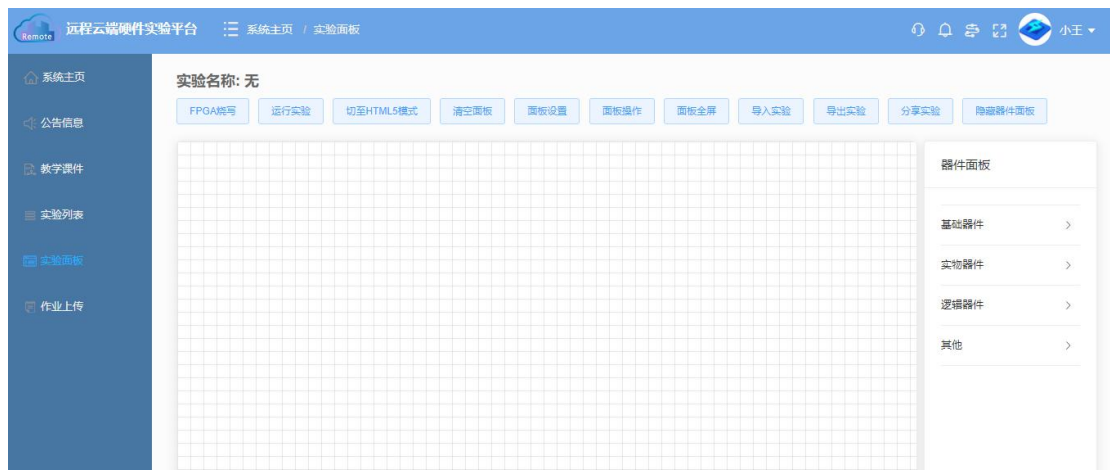 Remote 远程云端硬件实验平台 系统主页 / 实验面板 小王
系统主页
公告信息
教学课件
实验列表
实验面板
作业上传
实验名称: 无
FPGA烧写 运行实验 切至HTML5模式 清空面板 面板设置 面板操作 面板全屏 导入实验 导出实验 分享实验 隐藏器件面板
器件面板
基础器件
实物器件
逻辑器件
其他